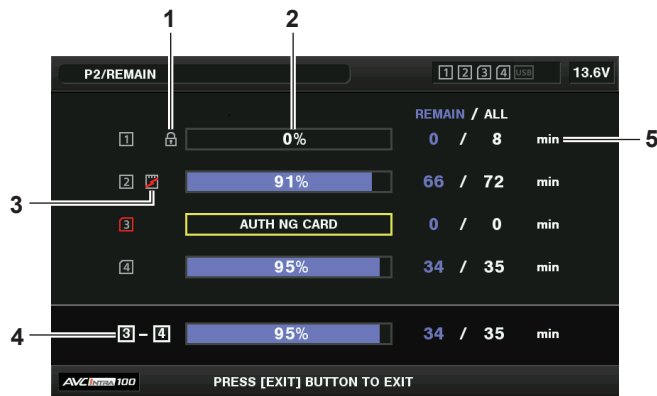 1 2
P2/REMAIN 1 2 3 4 USB 13.6V
REMAIN / ALL
1 0% 0 / 8 min 5
2 91% 66 / 72 min
3
3 AUTH NG CARD 0 / 0 min
4 95% 34 / 35 min
4 3 – 4 95% 34 / 35 min
AVC INTRA 100 PRESS [EXIT] BUTTON TO EXIT